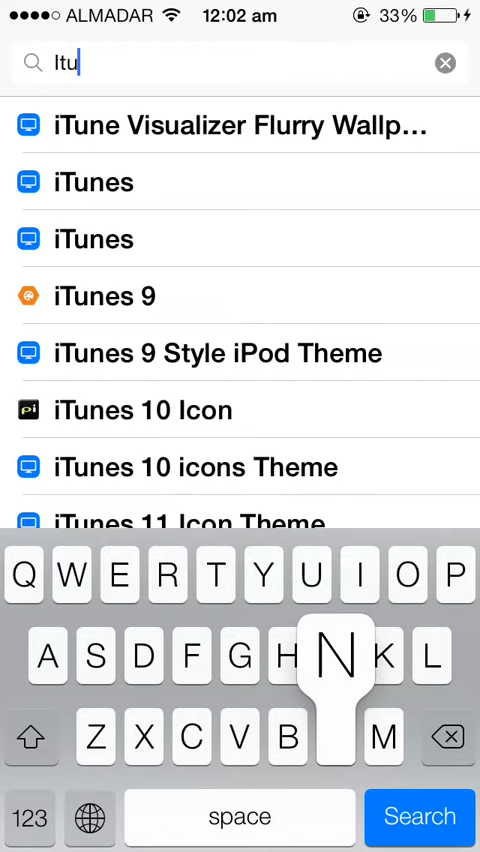 ALMADAR 12:02 am 33%
Itu
iTune Visualizer Flurry Wallp...
iTunes
iTunes
iTunes 9
iTunes 9 Style iPod Theme
pi iTunes 10 Icon
iTunes 10 icons Theme
iTunes 11 Icon Theme
Q W E R T Y U I O P
A S D F G H N K L
Z X C V B M
123 space Search